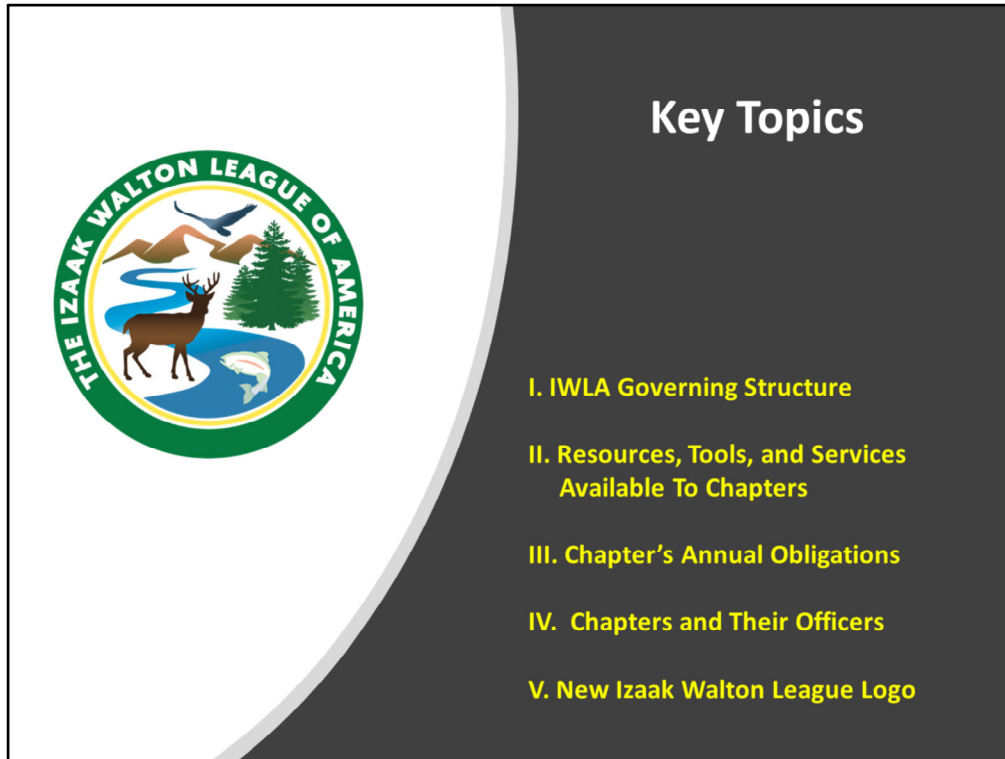 THE IZAAK WALTON LEAGUE OF AMERICA
Key Topics
I. IWLA Governing Structure
II. Resources, Tools, and Services
Available To Chapters
III. Chapter’s Annual Obligations
IV. Chapters and Their Officers
V. New Izaak Walton League Logo